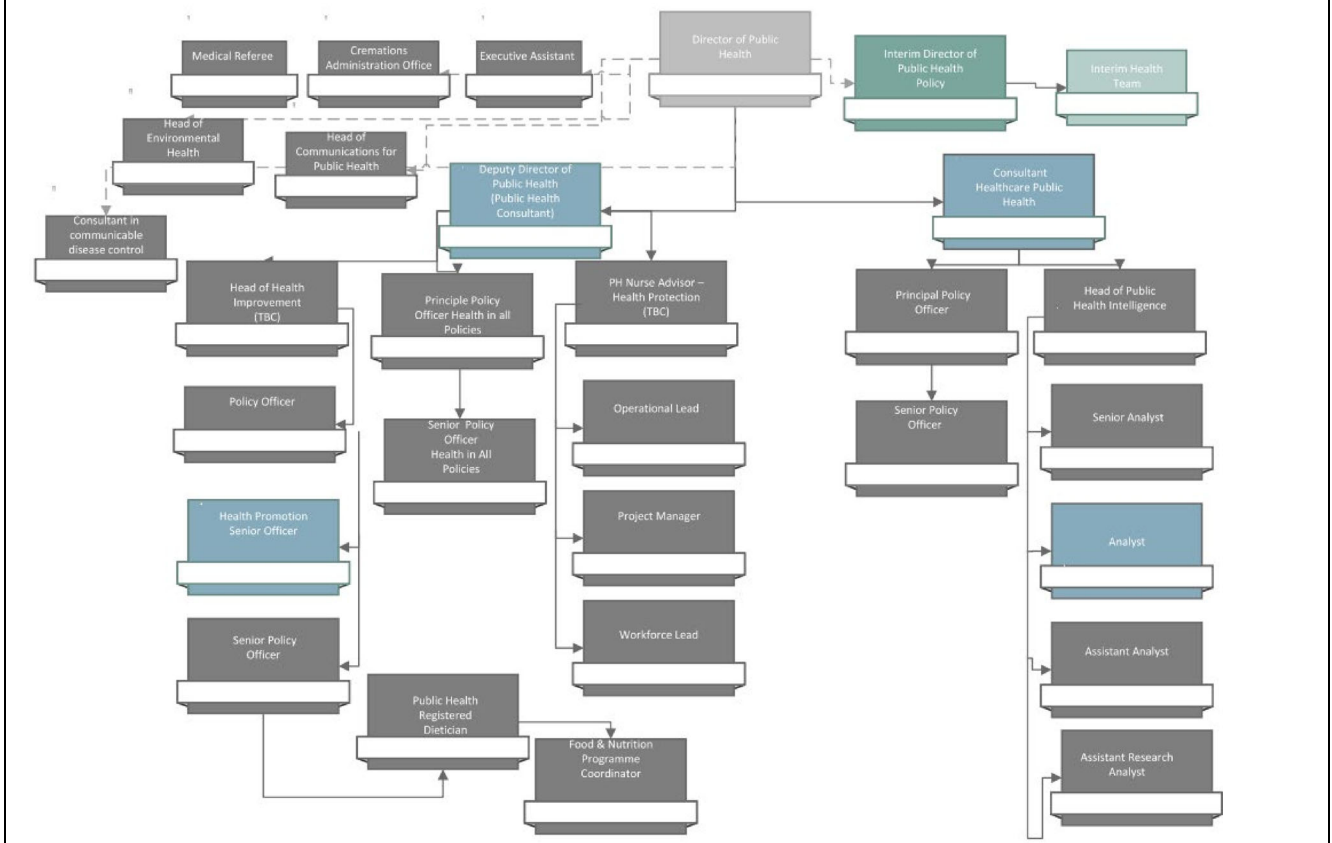 Director of Public
Health
Medical Referee
Cremations
Administration Office
Executive Assistant
Interim Director of
Public Health
Policy
Interim Health
Team
Head of
Environmental
Health
Head of
Communications for
Public Health
Deputy Director of
Public Health
(Public Health
Consultant)
Consultant
Healthcare Public
Health
Consultant in
communicable
disease control
Head of Health
Improvement
(TBC)
Principle Policy
Officer Health in all
Policies
PH Nurse Advisor –
Health Protection
(TBC)
Principal Policy
Officer
Head of Public
Health Intelligence
Policy Officer
Senior Policy
Officer
Health in All
Policies
Operational Lead
Senior Policy
Officer
Senior Analyst
Health Promotion
Senior Officer
Project Manager
Analyst
Senior Policy
Officer
Workforce Lead
Assistant Analyst
Public Health
Registered
Dietician
Food & Nutrition
Programme
Coordinator
Assistant Research
Analyst